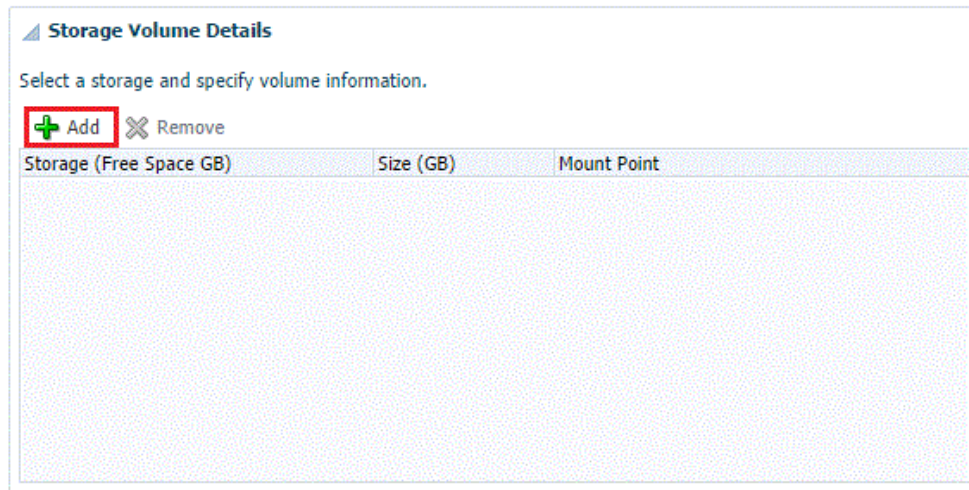 Storage Volume Details
Select a storage and specify volume information.
Add Remove
Storage (Free Space GB) Size (GB) Mount Point